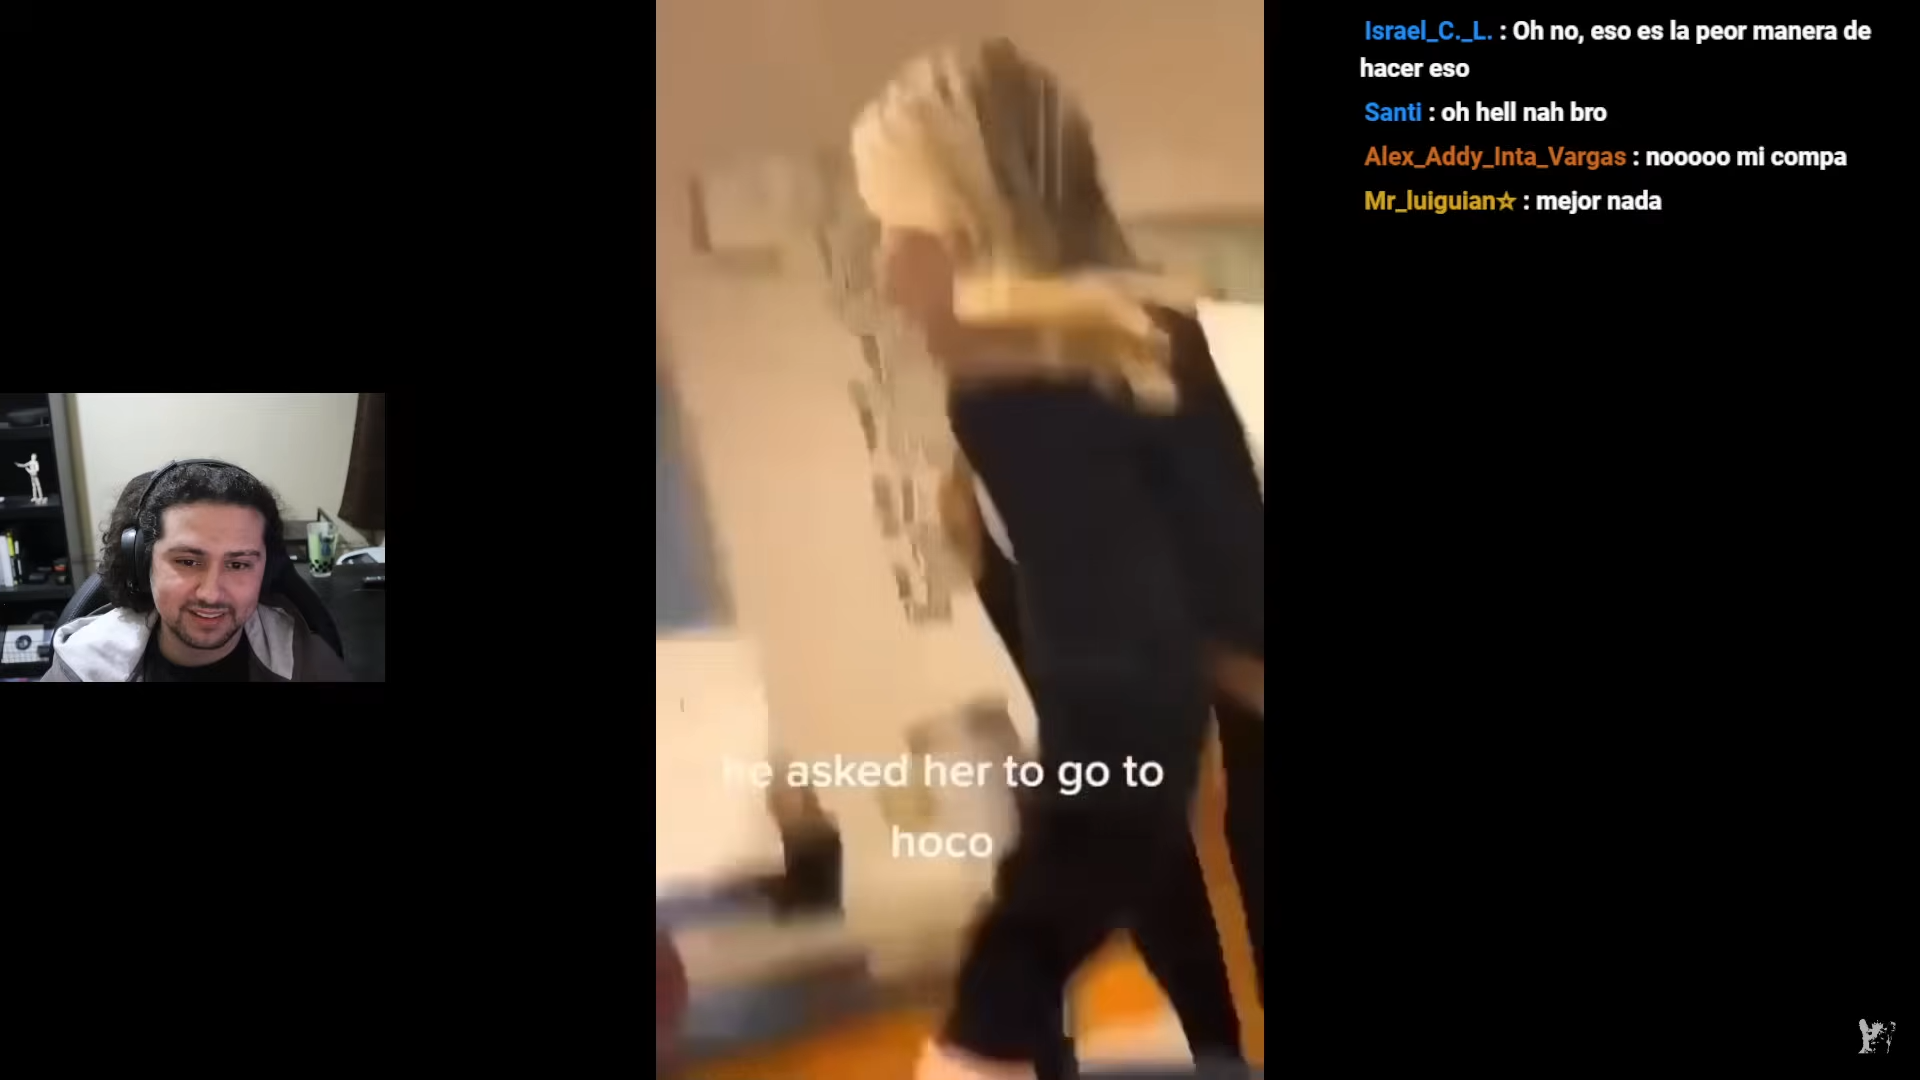 Israel_C._L. : Oh no, eso es la peor manera de
hacer eso
Santi : oh hell nah bro
Alex_Addy_Inta_Vargas : nooooo mi compa
Mr_luiguian☆ : mejor nada
he asked her to go to
hoco